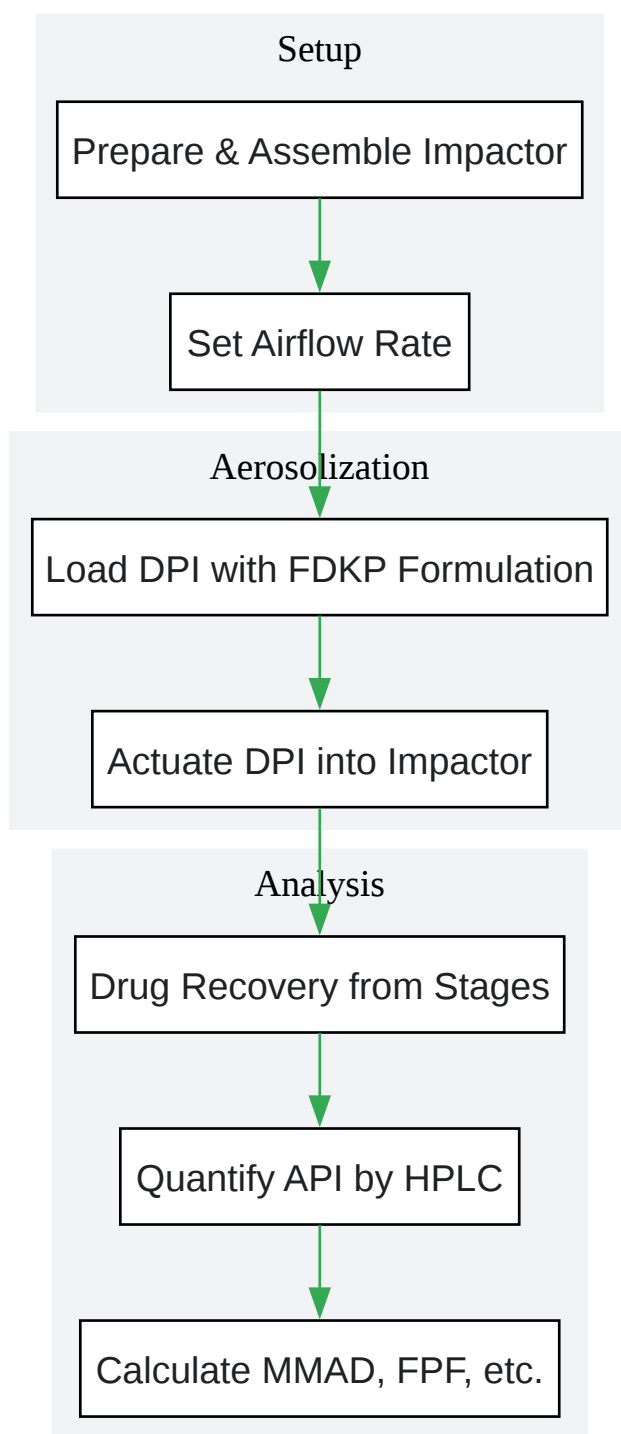 Setup
Prepare & Assemble Impactor
Set Airflow Rate
Aerosolization
Load DPI with FDKP Formulation
Actuate DPI into Impactor
Analysis
Drug Recovery from Stages
Quantify API by HPLC
Calculate MMAD, FPF, etc.